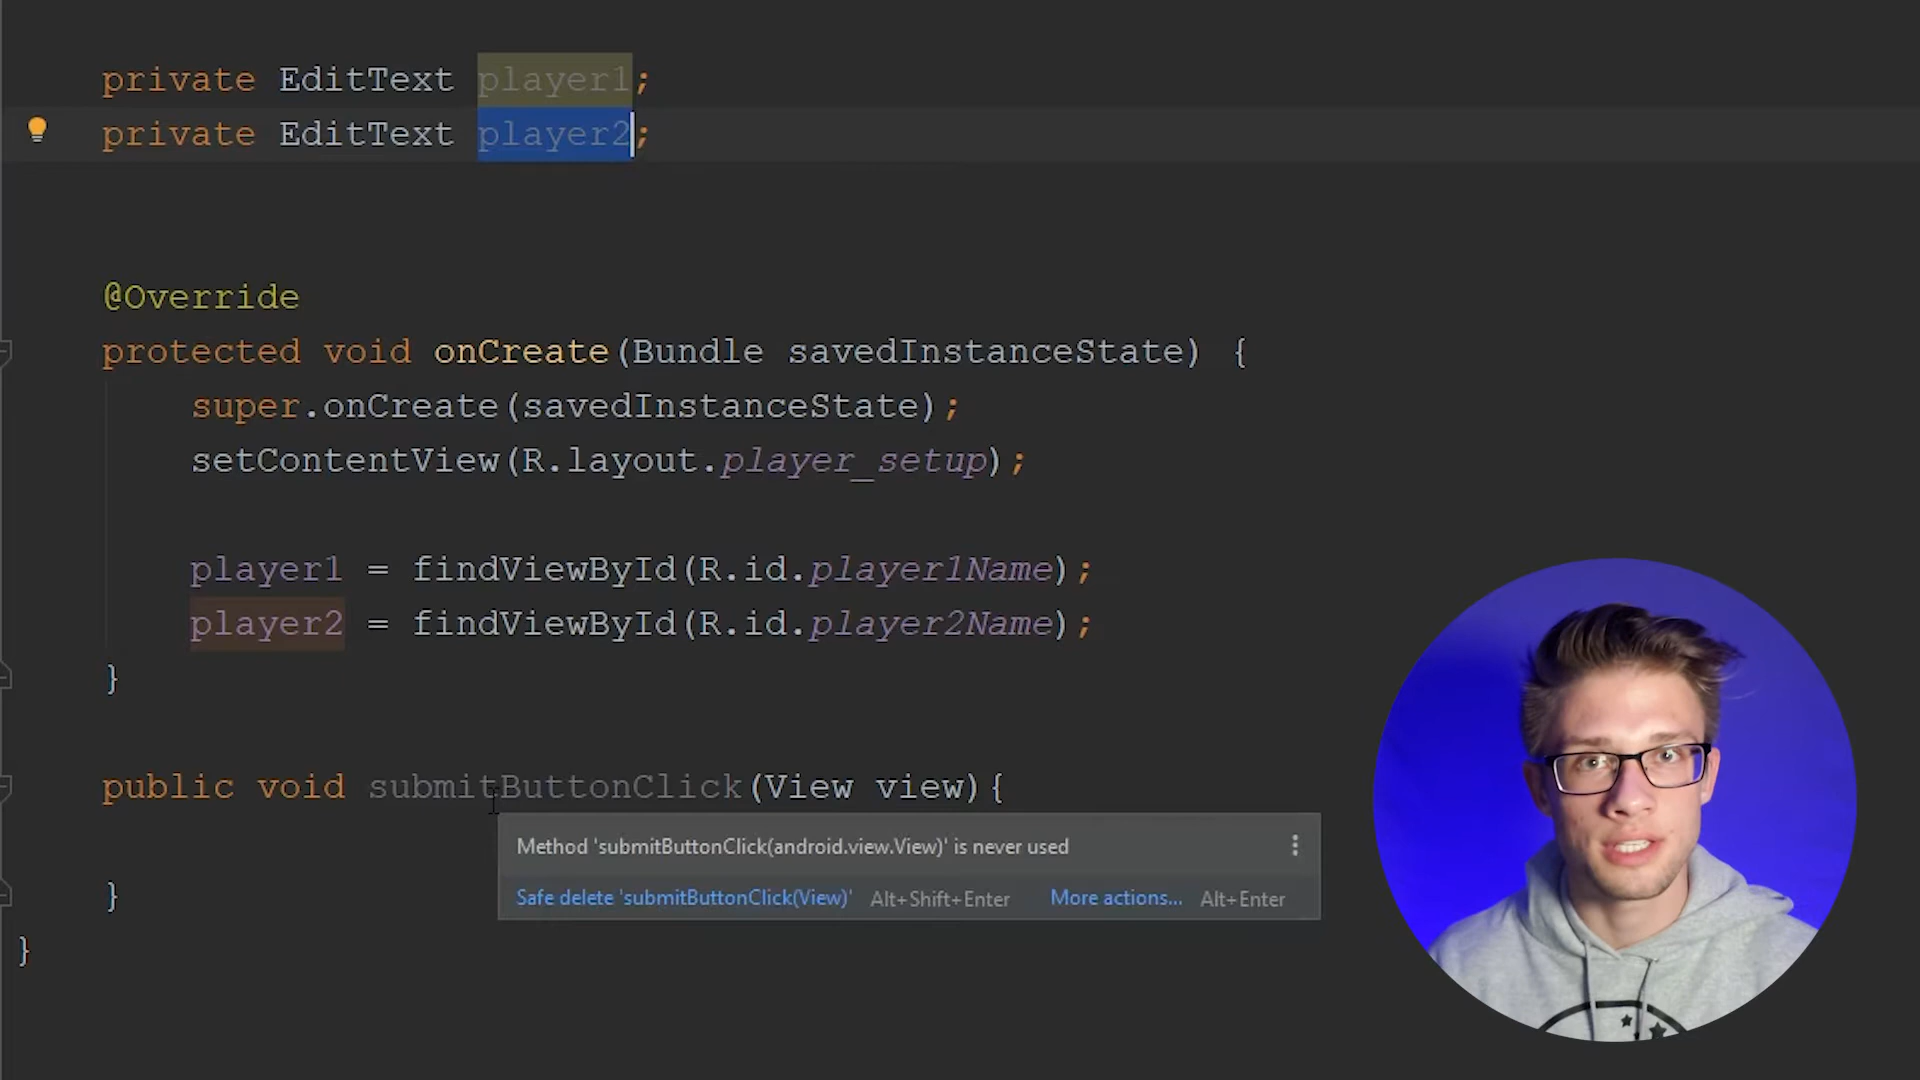 private EditText player1;
private EditText player2;
@Override
protected void onCreate(Bundle savedInstanceState) {
super.onCreate(savedInstanceState);
setContentView(R.layout.player_setup);
player1 = findViewById(R.id.player1Name);
player2 = findViewById(R.id.player2Name);
}
public void submitButtonClick(View view){
Method 'submitButtonClick(android.view.View)' is never used
Safe delete 'submitButtonClick(View)' Alt+Shift+Enter More actions... Alt+Enter
}
}